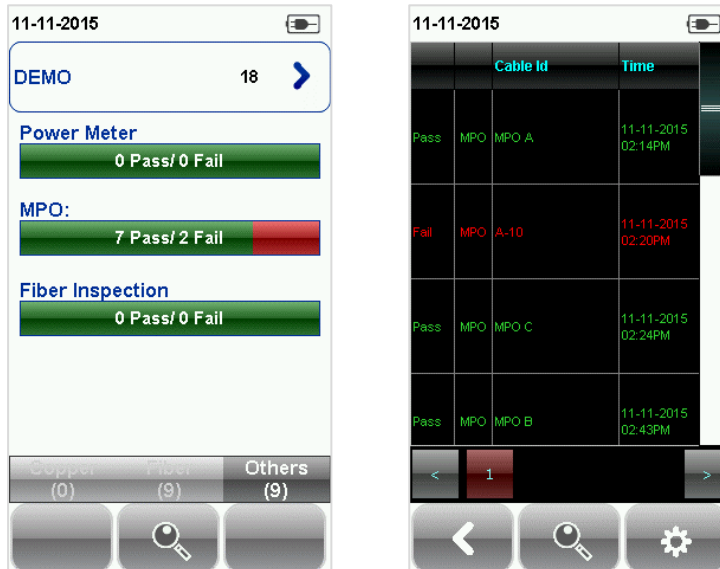 11-11-2015
DEMO 18
Power Meter
0 Pass/ 0 Fail
MPO:
7 Pass/ 2 Fail
Fiber Inspection
0 Pass/ 0 Fail
Copper Fiber Others
(0) (9) (9)
11-11-2015
Cable Id Time
Pass MPO MPO A 11-11-2015
02:14PM
Fail MPO A-10 11-11-2015
02:20PM
Pass MPO MPO C 11-11-2015
02:24PM
Pass MPO MPO B 11-11-2015
02:43PM
< 1 >